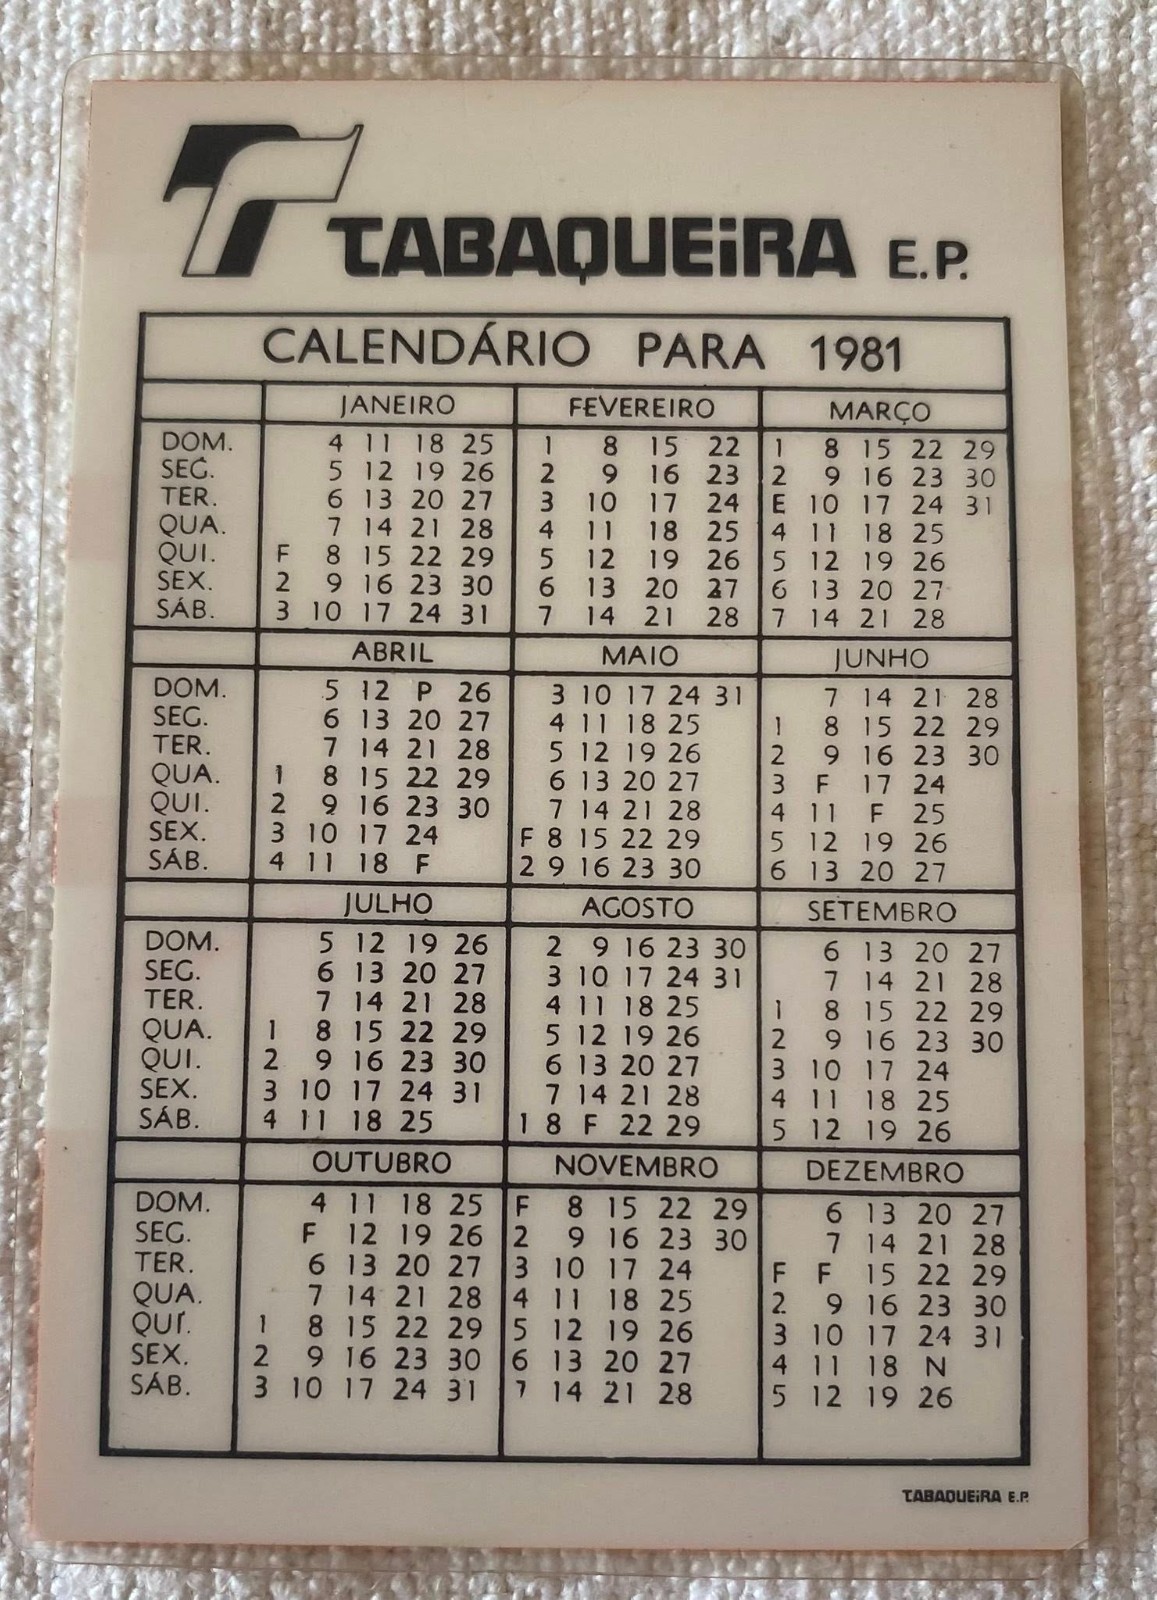 TABAQUEiRA E.P.
CALENDÁRIO PARA 1981
JANEIRO FEVEREIRO MARÇO
DOM. 4 11 18 25 1 8 15 22 1 8 15 22 29
SEG. 5 12 19 26 2 9 16 23 2 9 16 23 30
TER. 6 13 20 27 3 10 17 24 E 10 17 24 31
QUA. 7 14 21 28 4 11 18 25 4 11 18 25
QUI. F 8 15 22 29 5 12 19 26 5 12 19 26
SEX. 2 9 16 23 30 6 13 20 27 6 13 20 27
SÁB. 3 10 17 24 31 7 14 21 28 7 14 21 28
ABRIL MAIO JUNHO
DOM. 5 12 P 26 3 10 17 24 31 7 14 21 28
SEG. 6 13 20 27 4 11 18 25 1 8 15 22 29
TER. 7 14 21 28 5 12 19 26 2 9 16 23 30
QUA. 1 8 15 22 29 6 13 20 27 3 F 17 24
QUI. 2 9 16 23 30 7 14 21 28 4 11 F 25
SEX. 3 10 17 24 F 8 15 22 29 5 12 19 26
SÁB. 4 11 18 F 2 9 16 23 30 6 13 20 27
JULHO AGOSTO SETEMBRO
DOM. 5 12 19 26 2 9 16 23 30 6 13 20 27
SEG. 6 13 20 27 3 10 17 24 31 7 14 21 28
TER. 7 14 21 28 4 11 18 25 1 8 15 22 29
QUA. 1 8 15 22 29 5 12 19 26 2 9 16 23 30
QUI. 2 9 16 23 30 6 13 20 27 3 10 17 24
SEX. 3 10 17 24 31 7 14 21 28 4 11 18 25
SÁB. 4 11 18 25 1 8 F 22 29 5 12 19 26
OUTUBRO NOVEMBRO DEZEMBRO
DOM. 4 11 18 25 F 8 15 22 29 6 13 20 27
SEG. F 12 19 26 2 9 16 23 30 7 14 21 28
TER. 6 13 20 27 3 10 17 24 F F 15 22 29
QUA. 7 14 21 28 4 11 18 25 2 9 16 23 30
QUI. 1 8 15 22 29 5 12 19 26 3 10 17 24 31
SEX. 2 9 16 23 30 6 13 20 27 4 11 18 N
SÁB. 3 10 17 24 31 7 14 21 28 5 12 19 26
TABAQUEiRA E.P.